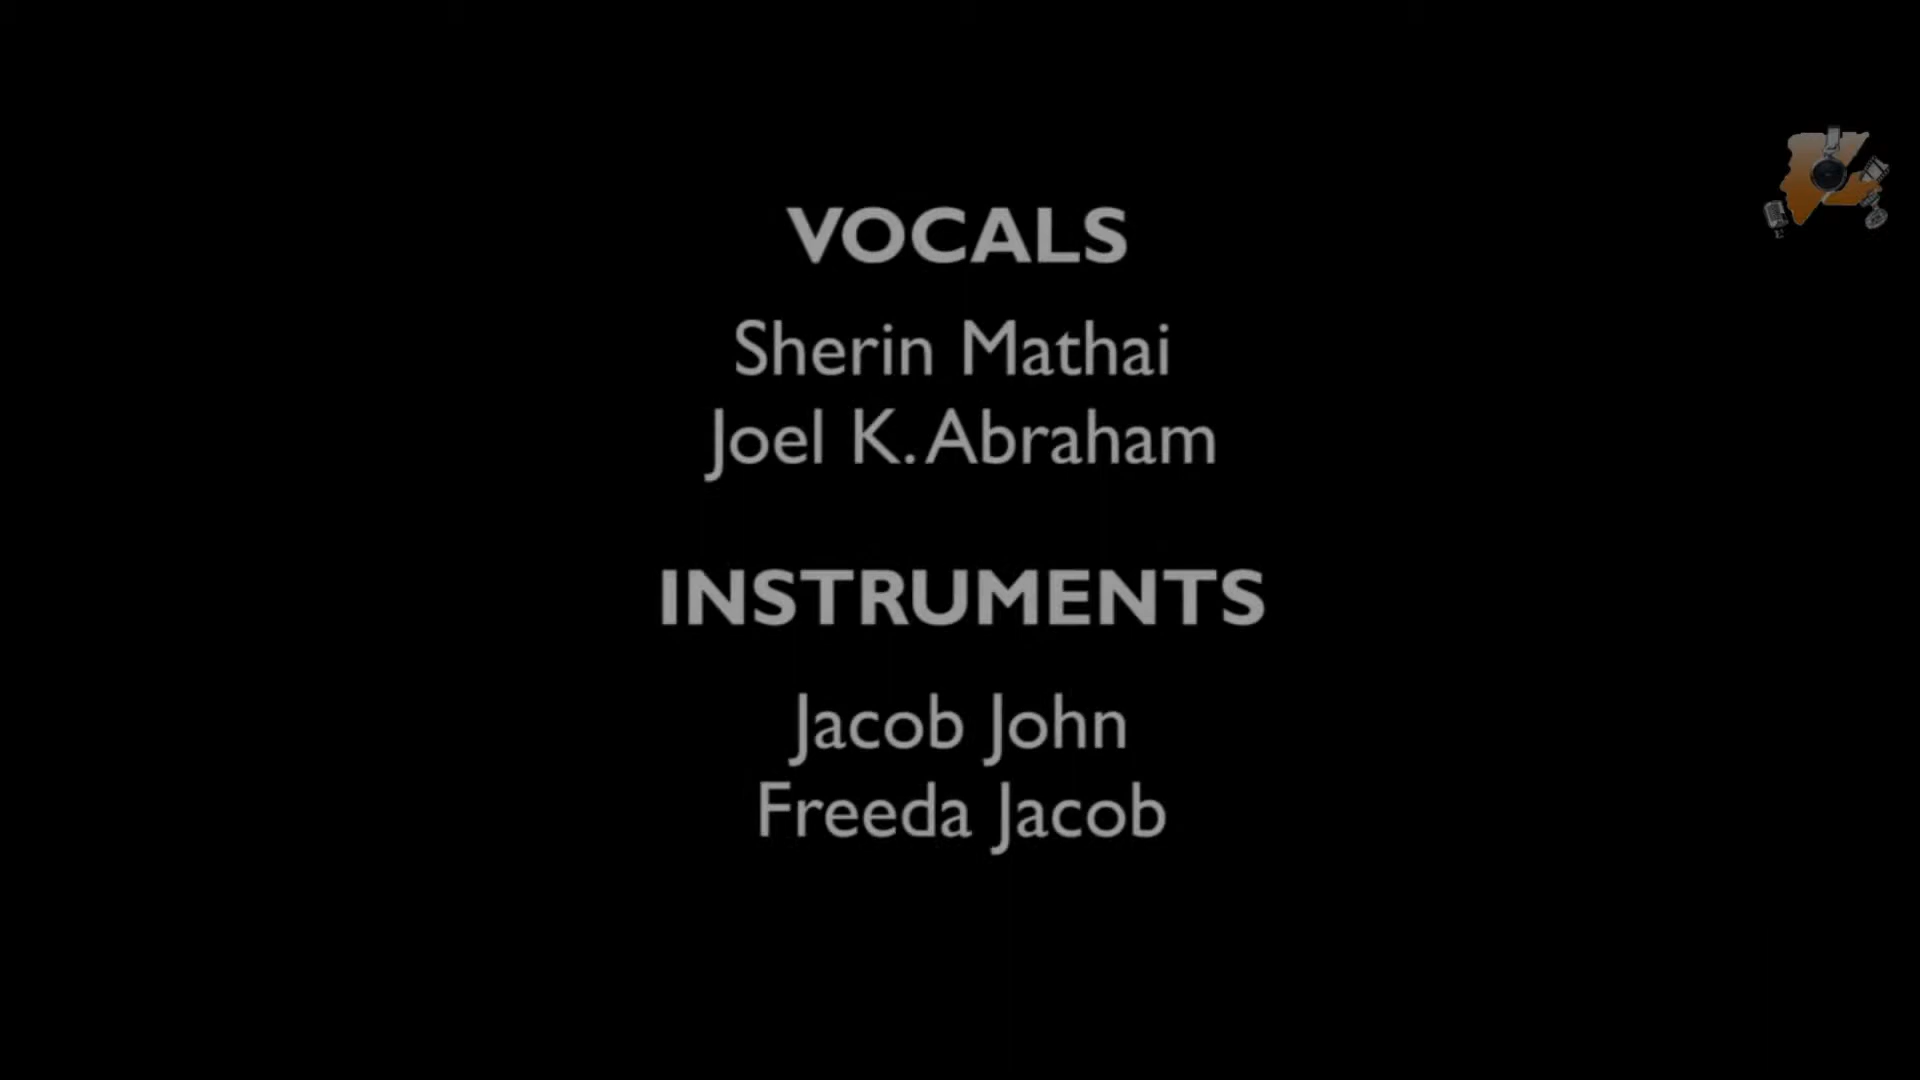 VOCALS
Sherin Mathai
Joel K. Abraham
INSTRUMENTS
Jacob John
Freeda Jacob